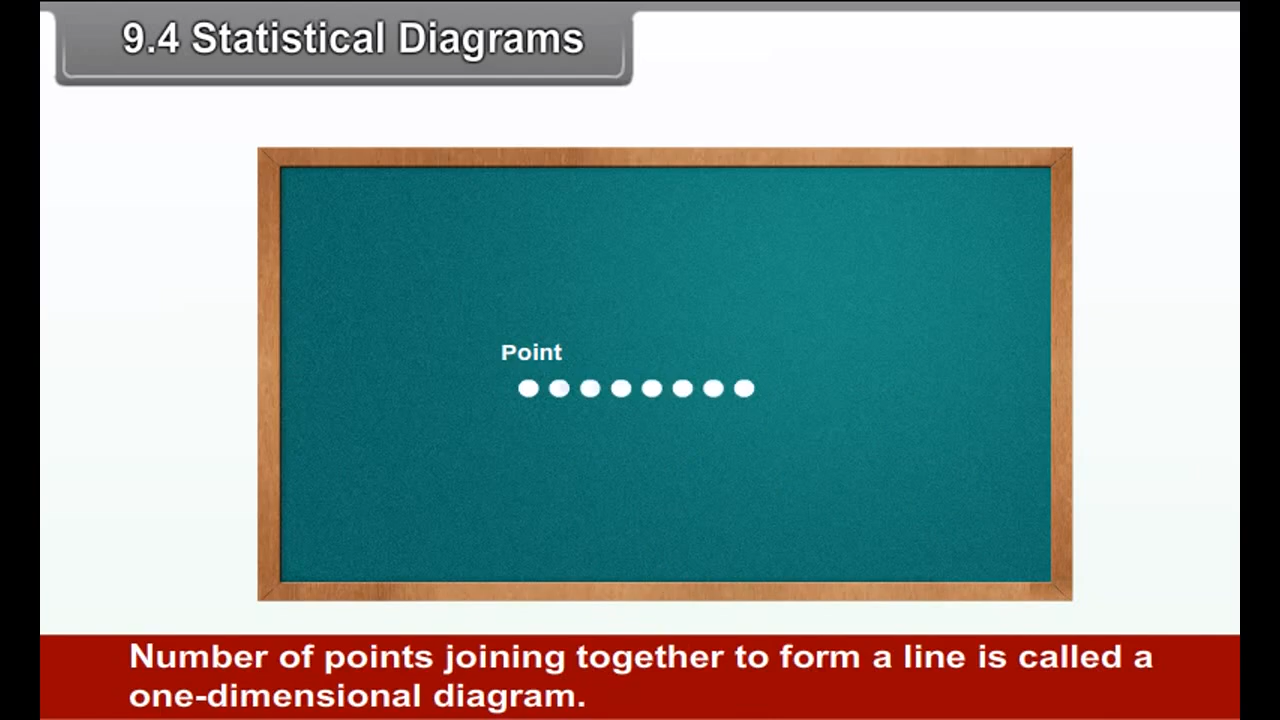 9.4 Statistical Diagrams
Point
Number of points joining together to form a line is called a
one-dimensional diagram.